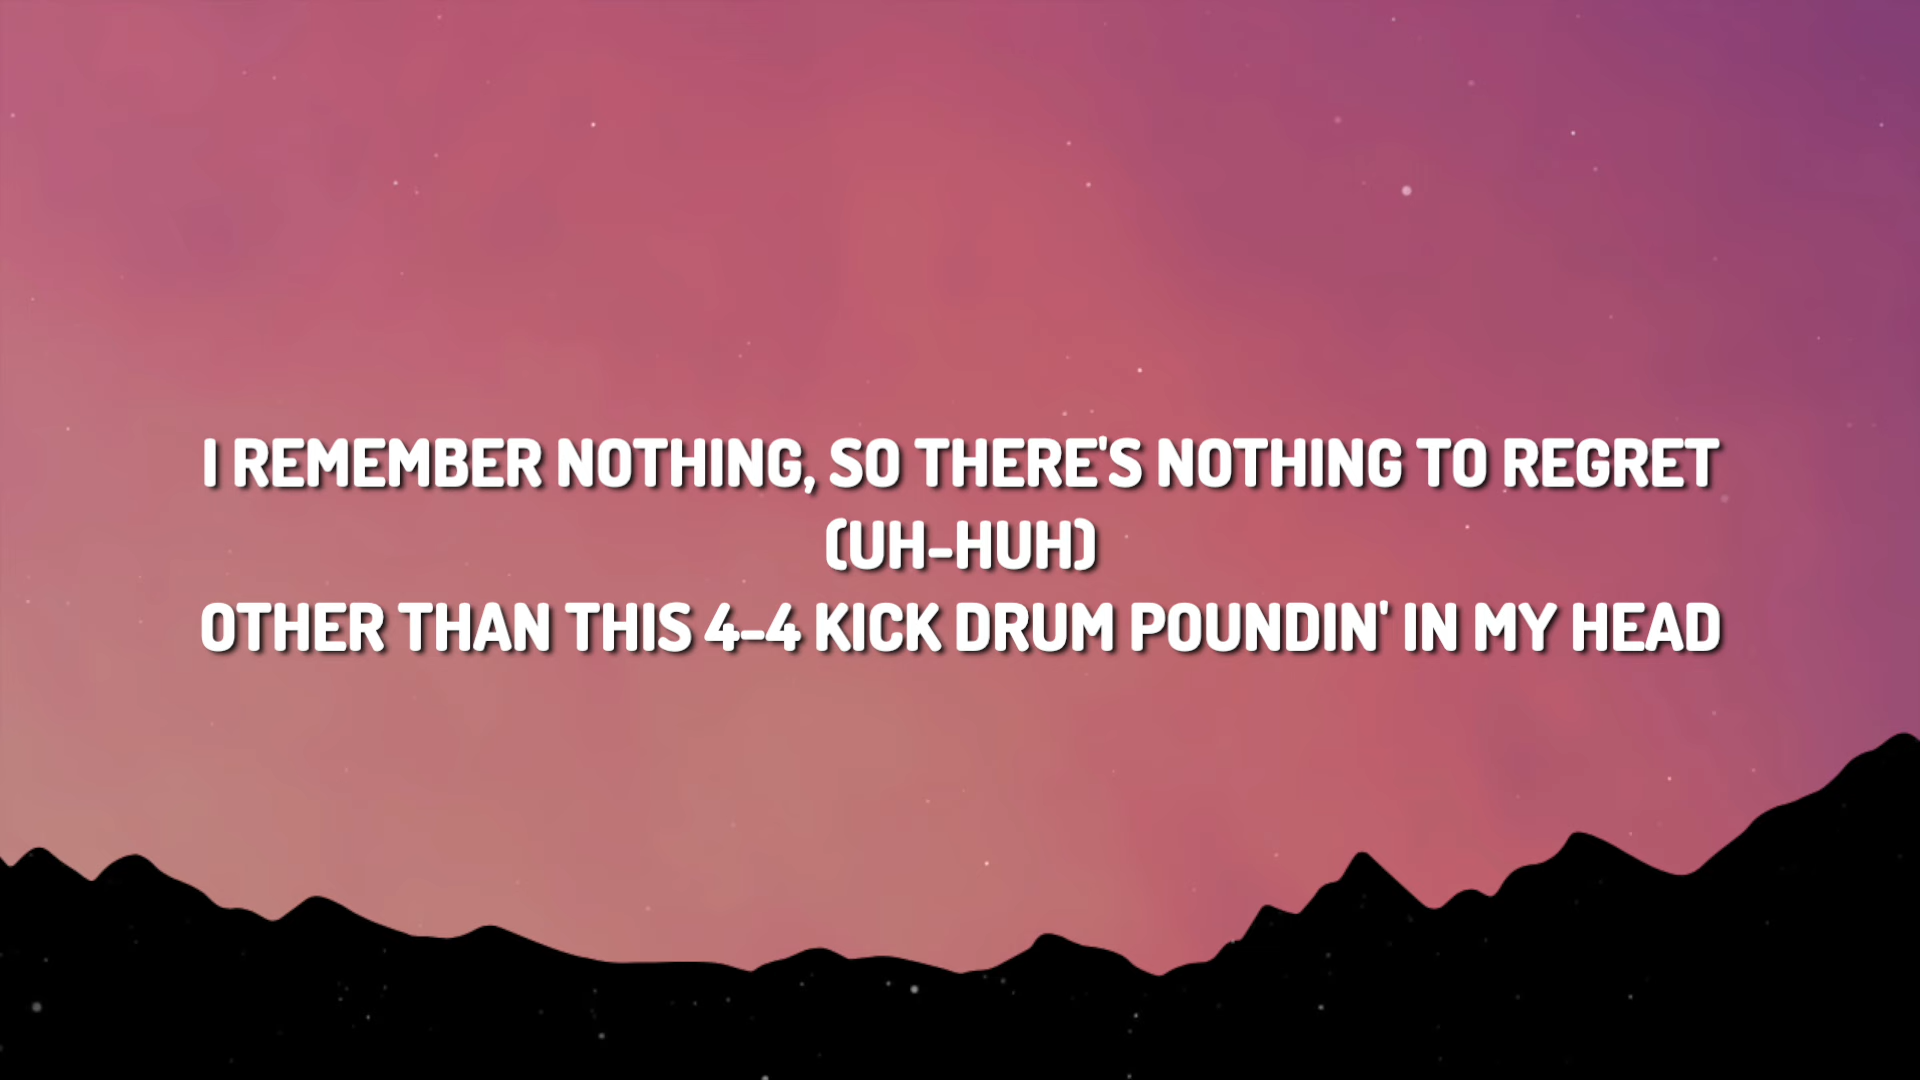 I REMEMBER NOTHING, SO THERE'S NOTHING TO REGRET
(UH-HUH)
OTHER THAN THIS 4-4 KICK DRUM POUNDIN' IN MY HEAD